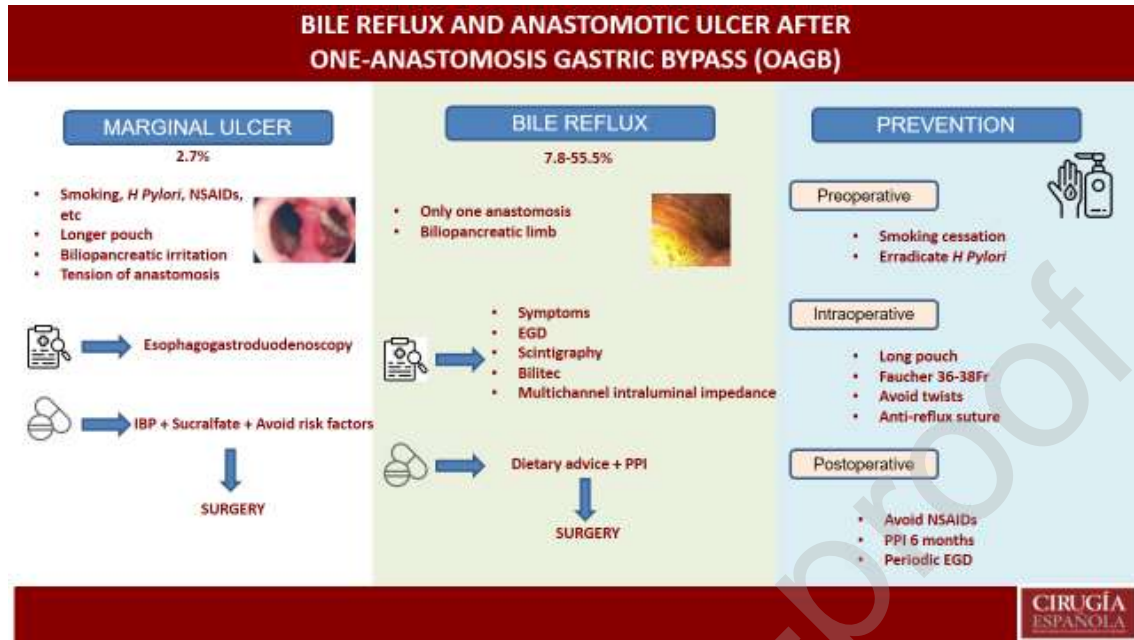 BILE REFLUX AND ANASTOMOTIC ULCER AFTER
ONE-ANASTOMOSIS GASTRIC BYPASS (OAGB)
MARGINAL ULCER
2.7%
• Smoking, H Pylori, NSAIDs,
etc
• Longer pouch
• Biliopancreatic irritation
• Tension of anastomosis
Esophagogastroduodenoscopy
IBP + Sucralfate + Avoid risk factors
SURGERY
BILE REFLUX
7.8-55.5%
• Only one anastomosis
• Biliopancreatic limb
• Symptoms
• EGD
• Scintigraphy
• Bilitec
• Multichannel intraluminal impedance
Dietary advice + PPI
SURGERY
PREVENTION
Preoperative
• Smoking cessation
• Erradicate H Pylori
Intraoperative
• Long pouch
• Faucher 36-38Fr
• Avoid twists
• Anti-reflux suture
Postoperative
• Avoid NSAIDs
• PPI 6 months
• Periodic EGD
proof
CIRUGÍA
ESPAÑOLA